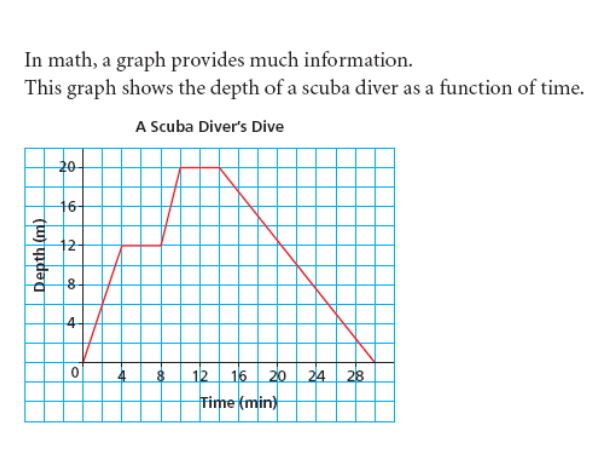 In math, a graph provides much information.
This graph shows the depth of a scuba diver as a function of time.
A Scuba Diver's Dive
20
16
12
8
4
Depth (m)
0 4 8 12 16 20 24 28
Time (min)